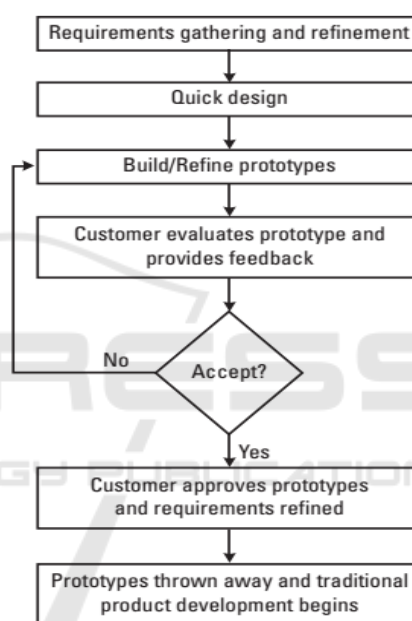 Requirements gathering and refinement
Quick design
Build/Refine prototypes
Customer evaluates prototype and
provides feedback
No
Accept?
Yes
Customer approves prototypes
and requirements refined
Prototypes thrown away and traditional
product development begins